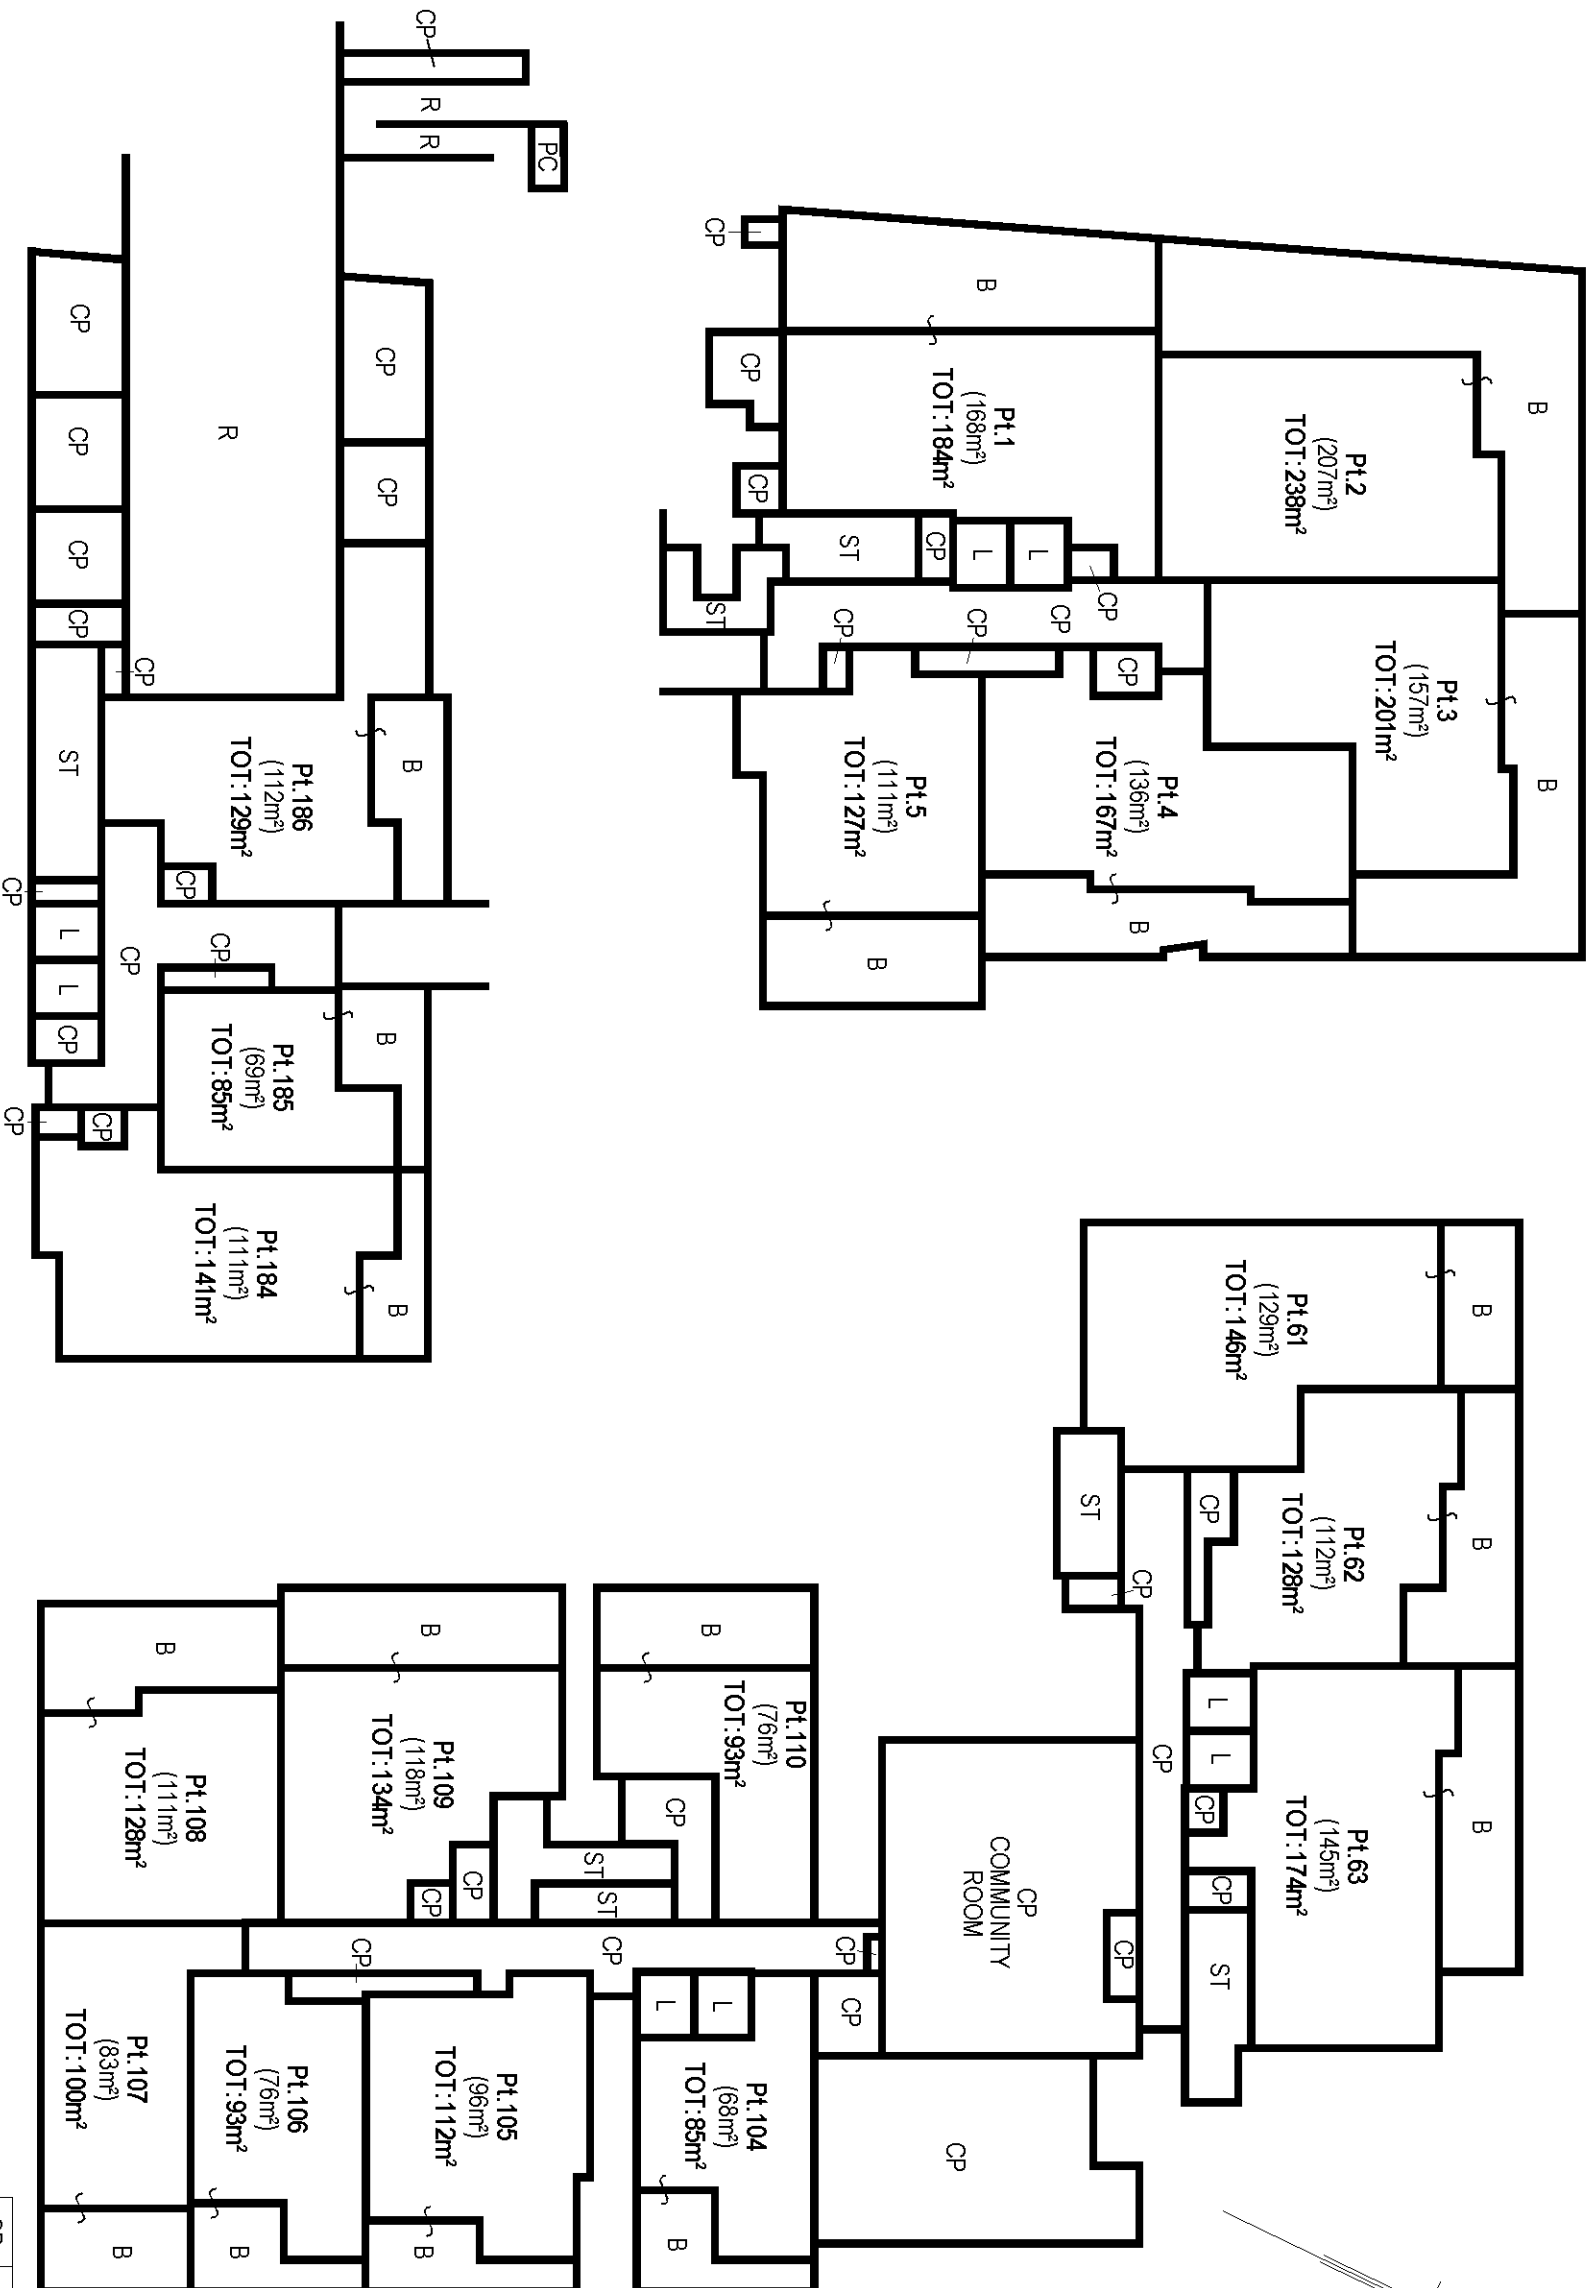 CP
R
R
PC
CP
CP
R
CP
CP
CP
CP
CP
CP
ST
Pt.186
(112m²)
TOT:129m²
B
CP
CP
L
L
CP
CP
CP
Pt.185
(69m²)
TOT:85m²
B
CP
CP
Pt.184
(111m²)
TOT:141m²
B
CP
B
Pt.1
(168m²)
TOT:184m²
CP
CP
ST
CP
L
L
CP
ST
Pt.2
(207m²)
TOT:238m²
B
Pt.3
(157m²)
TOT:201m²
B
CP
CP
CP
CP
Pt.4
(136m²)
TOT:167m²
B
Pt.5
(111m²)
TOT:127m²
B
Pt.61
(129m²)
TOT:146m²
B
ST
CP
CP
Pt.62
(112m²)
TOT:128m²
B
CP
L
L
CP
CP
ST
Pt.63
(145m²)
TOT:174m²
B
CP
COMMUNITY
ROOM
CP
CP
CP
CP
B
Pt.110
(76m²)
TOT:93m²
CP
ST
ST
B
Pt.109
(118m²)
TOT:134m²
CP
CP
B
Pt.108
(111m²)
TOT:128m²
CP
CP
L
L
Pt.104
(68m²)
TOT:85m²
B
Pt.105
(96m²)
TOT:112m²
B
Pt.106
(76m²)
TOT:93m²
B
Pt.107
(83m²)
TOT:100m²
B